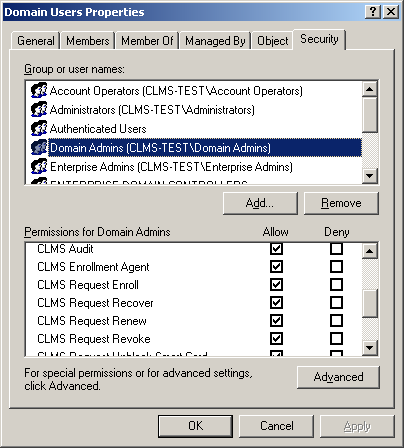 Domain Users Properties
General Members Member Of Managed By Object Security
Group or user names:
Account Operators (CLMS-TEST\Account Operators)
Administrators (CLMS-TEST\Administrators)
Authenticated Users
Domain Admins (CLMS-TEST\Domain Admins)
Enterprise Admins (CLMS-TEST\Enterprise Admins)
ENTERPRISE DOMAIN CONTROLLERS
Add... Remove
Permissions for Domain Admins Allow Deny
CLMS Audit
CLMS Enrollment Agent
CLMS Request Enroll
CLMS Request Recover
CLMS Request Renew
CLMS Request Revoke
CLMS Request Unblock Smart Card
For special permissions or for advanced settings,
click Advanced.
Advanced
OK Cancel Apply